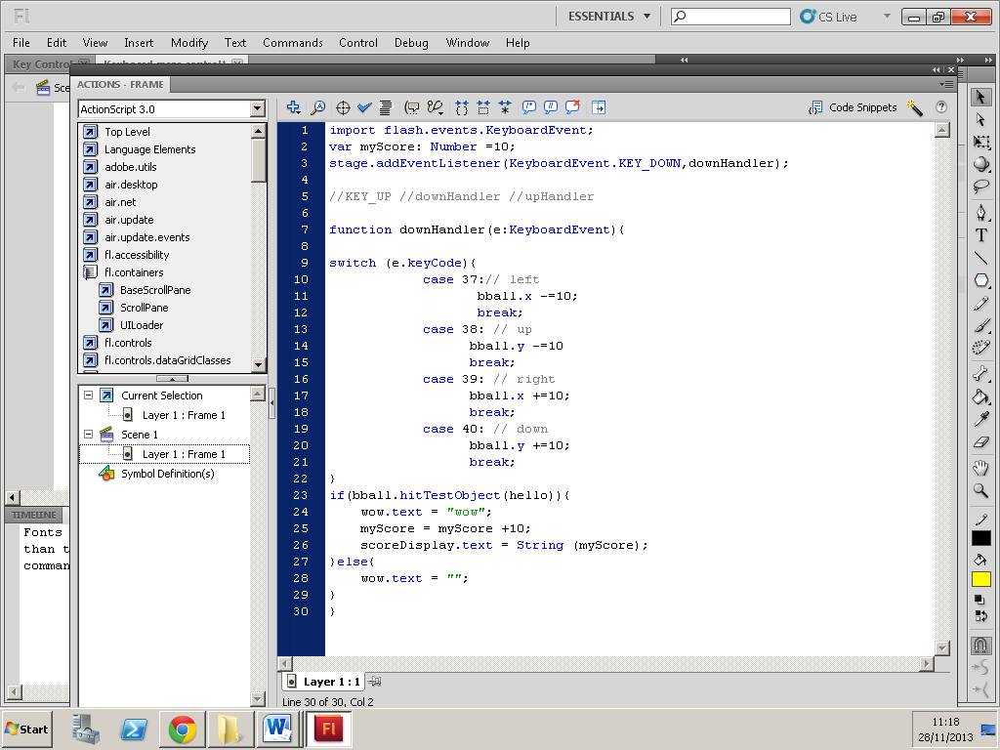 Fl
ESSENTIALS
CS Live
File Edit View Insert Modify Text Commands Control Debug Window Help
Key Control
ACTIONS - FRAME
ActionScript 3.0
Code Snippets
Top Level
Language Elements
adobe.utils
air.desktop
air.net
air.update
air.update.events
fl.accessibility
fl.containers
BaseScrollPane
ScrollPane
UILoader
fl.controls
fl.controls.dataGridClasses
Current Selection
Layer 1 : Frame 1
Scene 1
Layer 1 : Frame 1
Symbol Definition(s)
1 import flash.events.KeyboardEvent;
2 var myScore: Number =10;
3 stage.addEventListener(KeyboardEvent.KEY_DOWN,downHandler);
4
5 //KEY_UP //downHandler //upHandler
6
7 function downHandler(e:KeyboardEvent){
8
9 switch (e.keyCode){
10 case 37:// left
11 bball.x -=10;
12 break;
13 case 38: // up
14 bball.y -=10
15 break;
16 case 39: // right
17 bball.x +=10;
18 break;
19 case 40: // down
20 bball.y +=10;
21 break;
22 }
23 if(bball.hitTestObject(hello)){
24 wow.text = "wow";
25 myScore = myScore +10;
26 scoreDisplay.text = String (myScore);
27 }else{
28 wow.text = "";
29 }
30 }
Layer 1 : 1
Line 30 of 30, Col 2
TIMELINE
Fonts
than t
comman
Start
W
Fl
11:18
28/11/2013